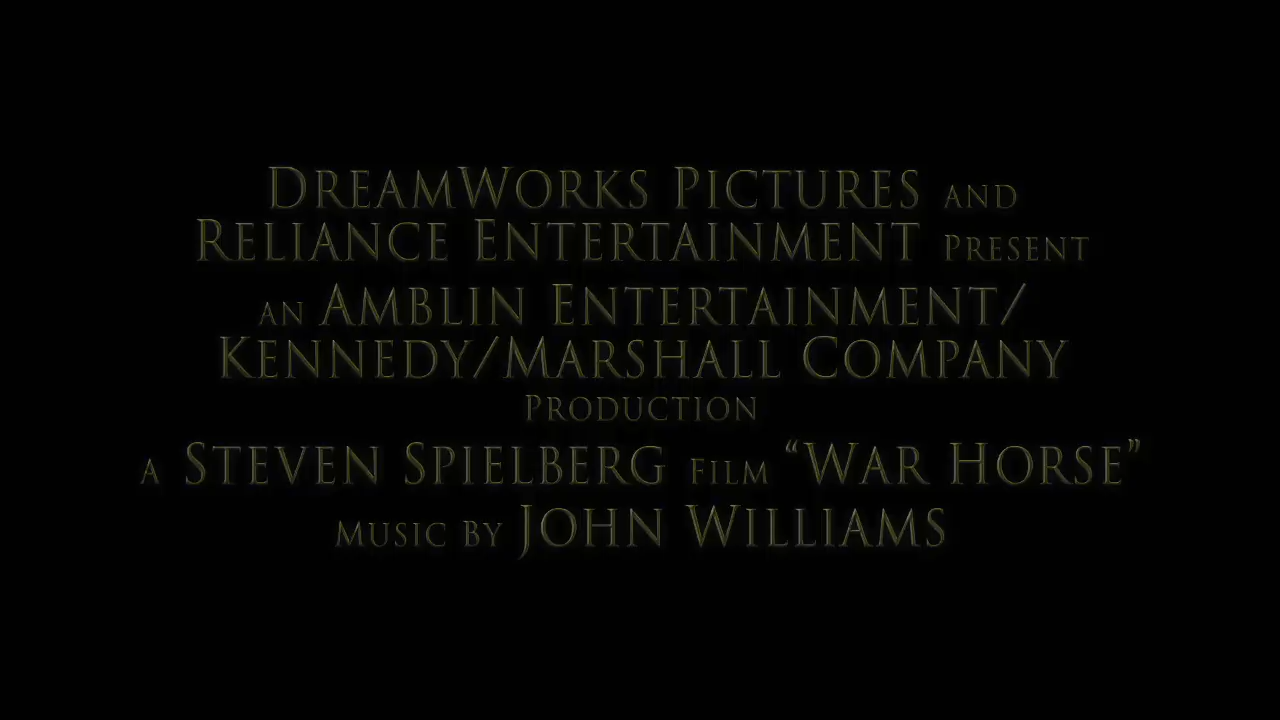 DREAMWORKS PICTURES AND
RELIANCE ENTERTAINMENT PRESENT
AN AMBLIN ENTERTAINMENT/
KENNEDY/MARSHALL COMPANY
PRODUCTION
A STEVEN SPIELBERG FILM “WAR HORSE”
MUSIC BY JOHN WILLIAMS